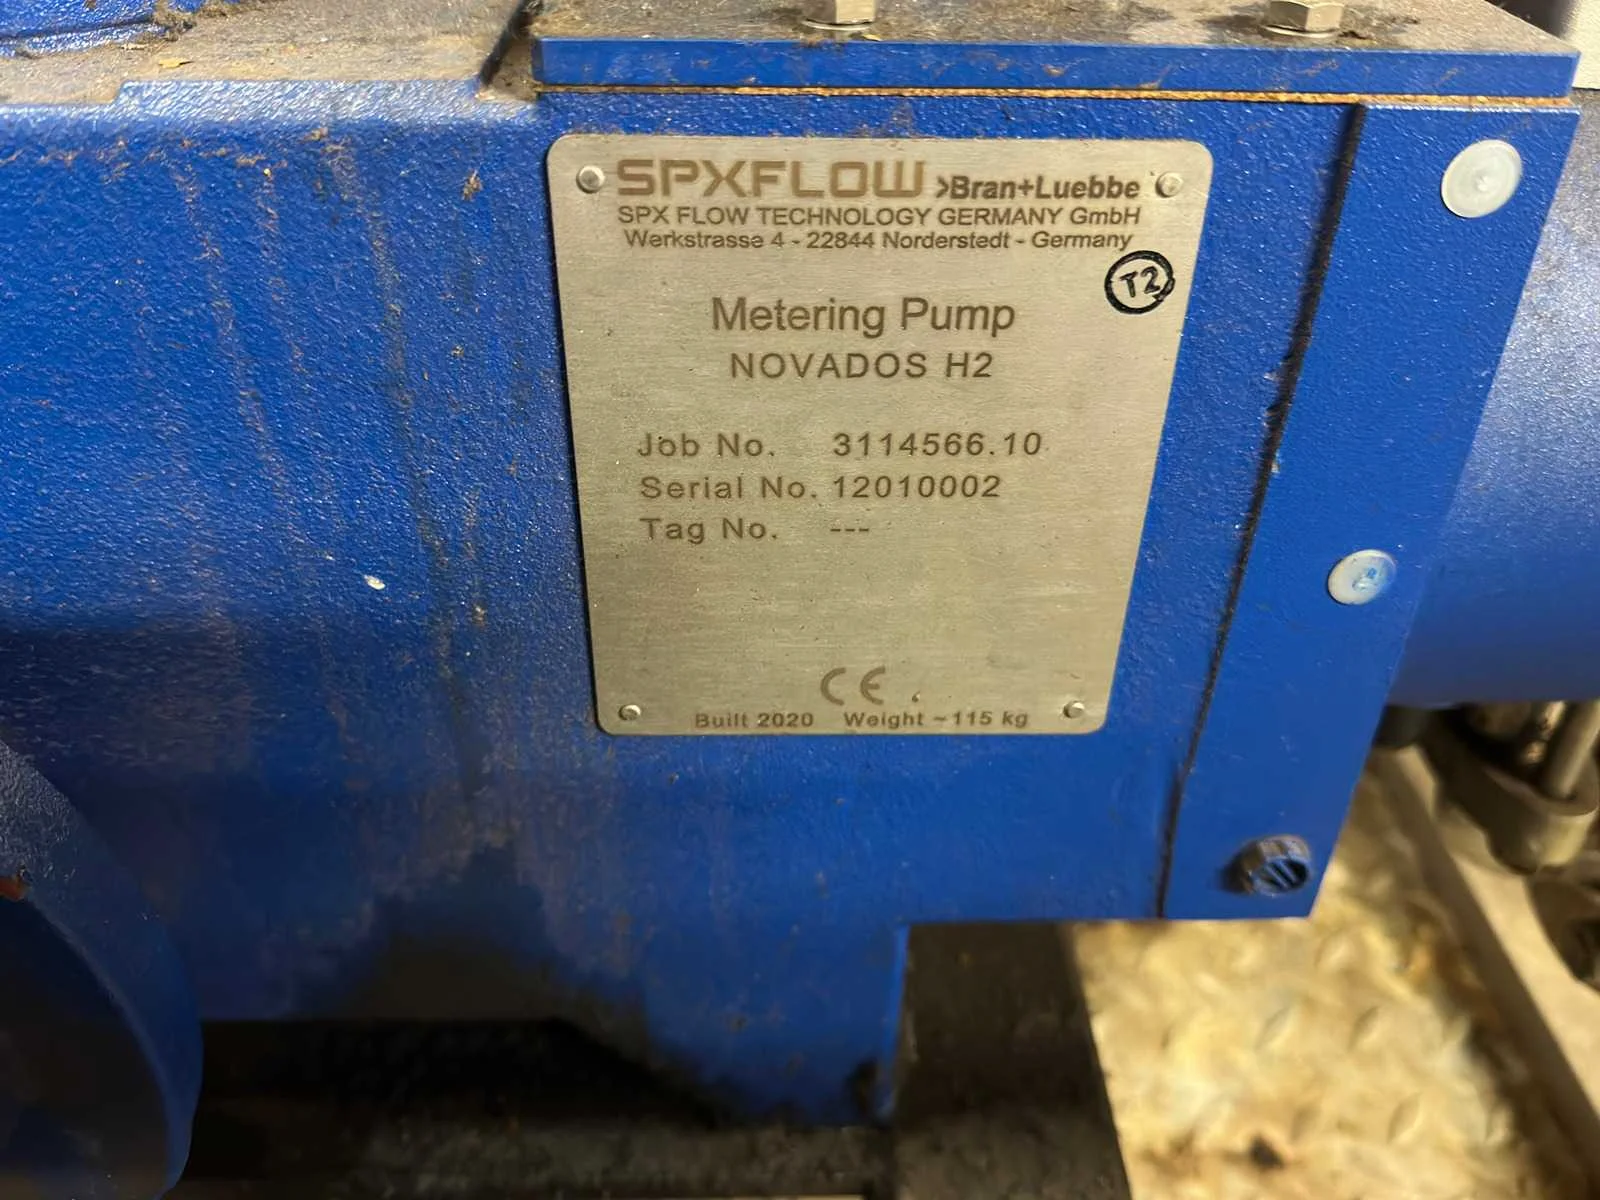 SPXFLOW >Bran+Luebbe
SPX FLOW TECHNOLOGY GERMANY GmbH
Werkstrasse 4 - 22844 Norderstedt - Germany
T2
Metering Pump
NOVADOS H2
Job No. 3114566.10
Serial No. 12010002
Tag No. ---
CE
Built 2020 Weight ~115 kg